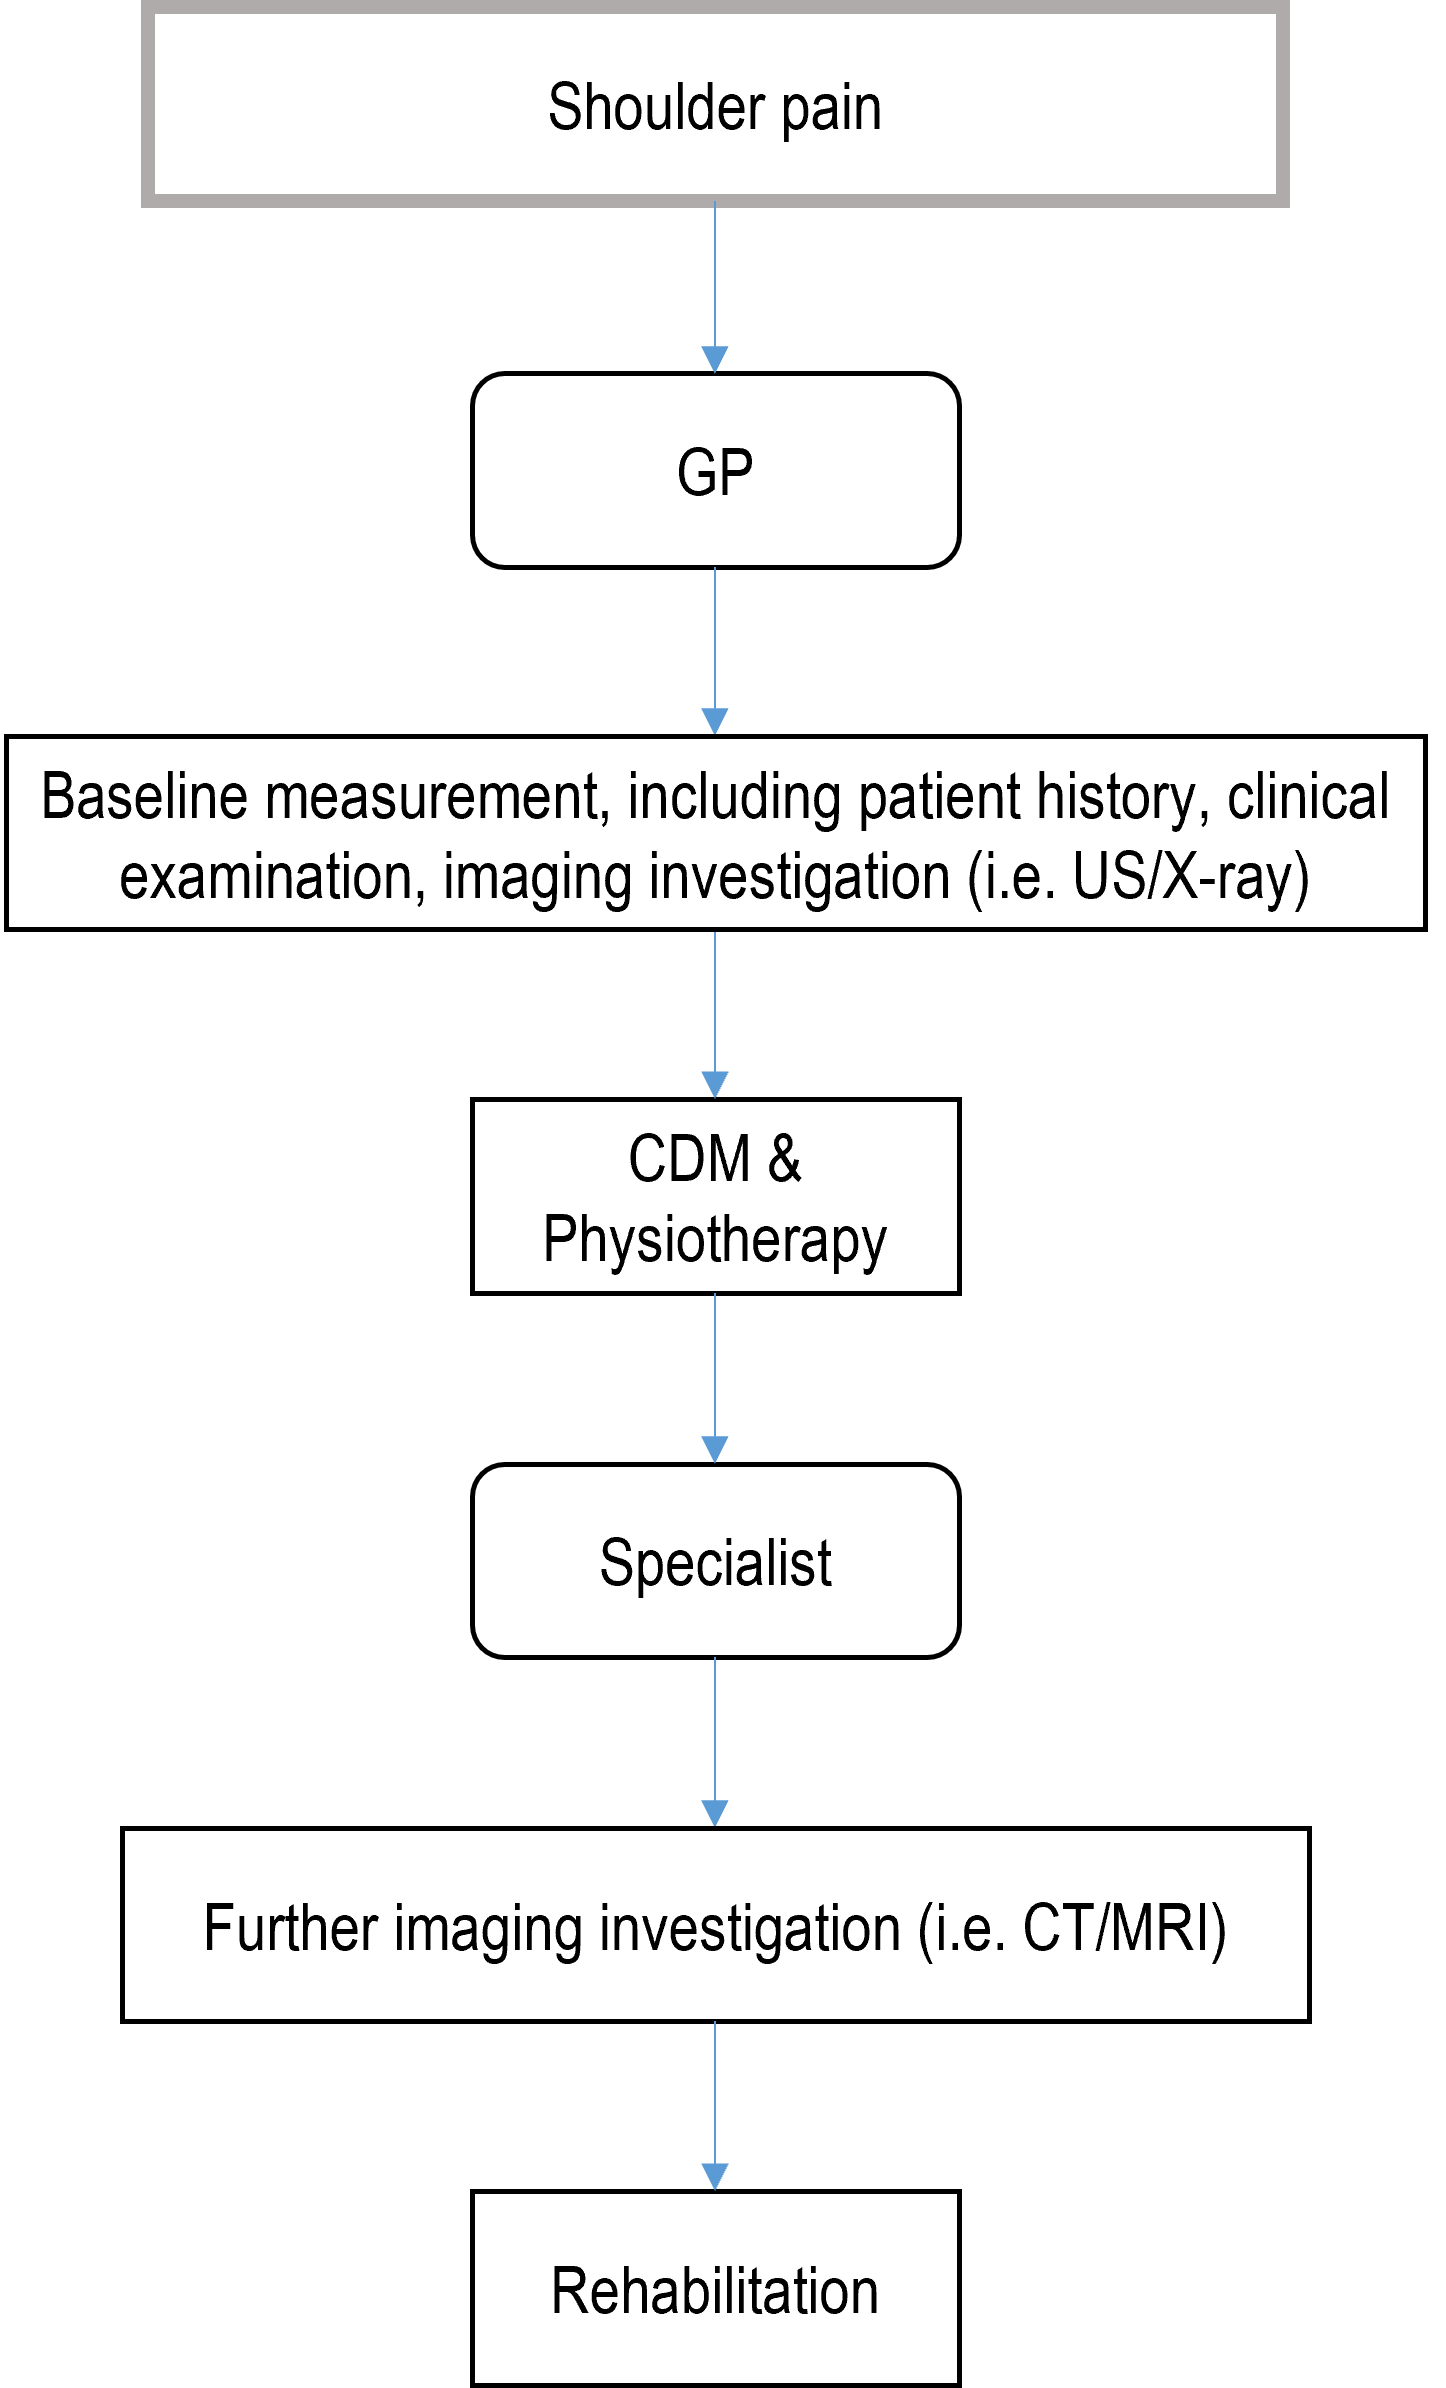 Shoulder pain
GP
Baseline measurement, including patient history, clinical
examination, imaging investigation (i.e. US/X-ray)
CDM &
Physiotherapy
Specialist
Further imaging investigation (i.e. CT/MRI)
Rehabilitation